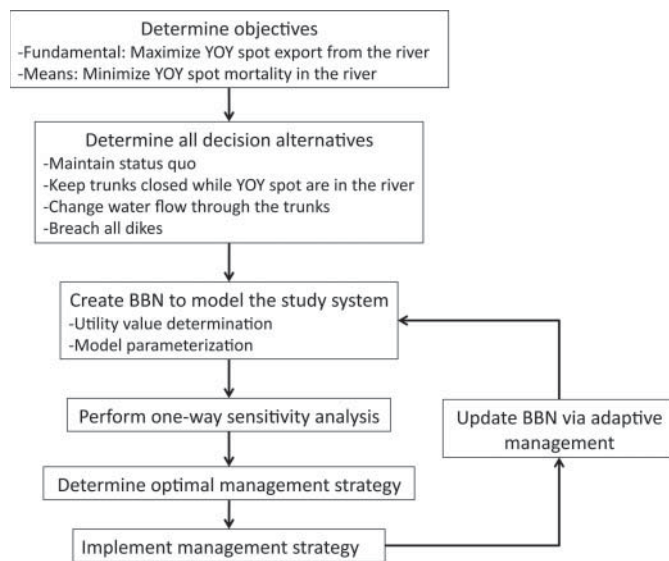 Determine objectives
-Fundamental: Maximize YOY spot export from the river
-Means: Minimize YOY spot mortality in the river
Determine all decision alternatives
-Maintain status quo
-Keep trunks closed while YOY spot are in the river
-Change water flow through the trunks
-Breach all dikes
Create BBN to model the study system
-Utility value determination
-Model parameterization
Perform one-way sensitivity analysis
Update BBN via adaptive
management
Determine optimal management strategy
Implement management strategy